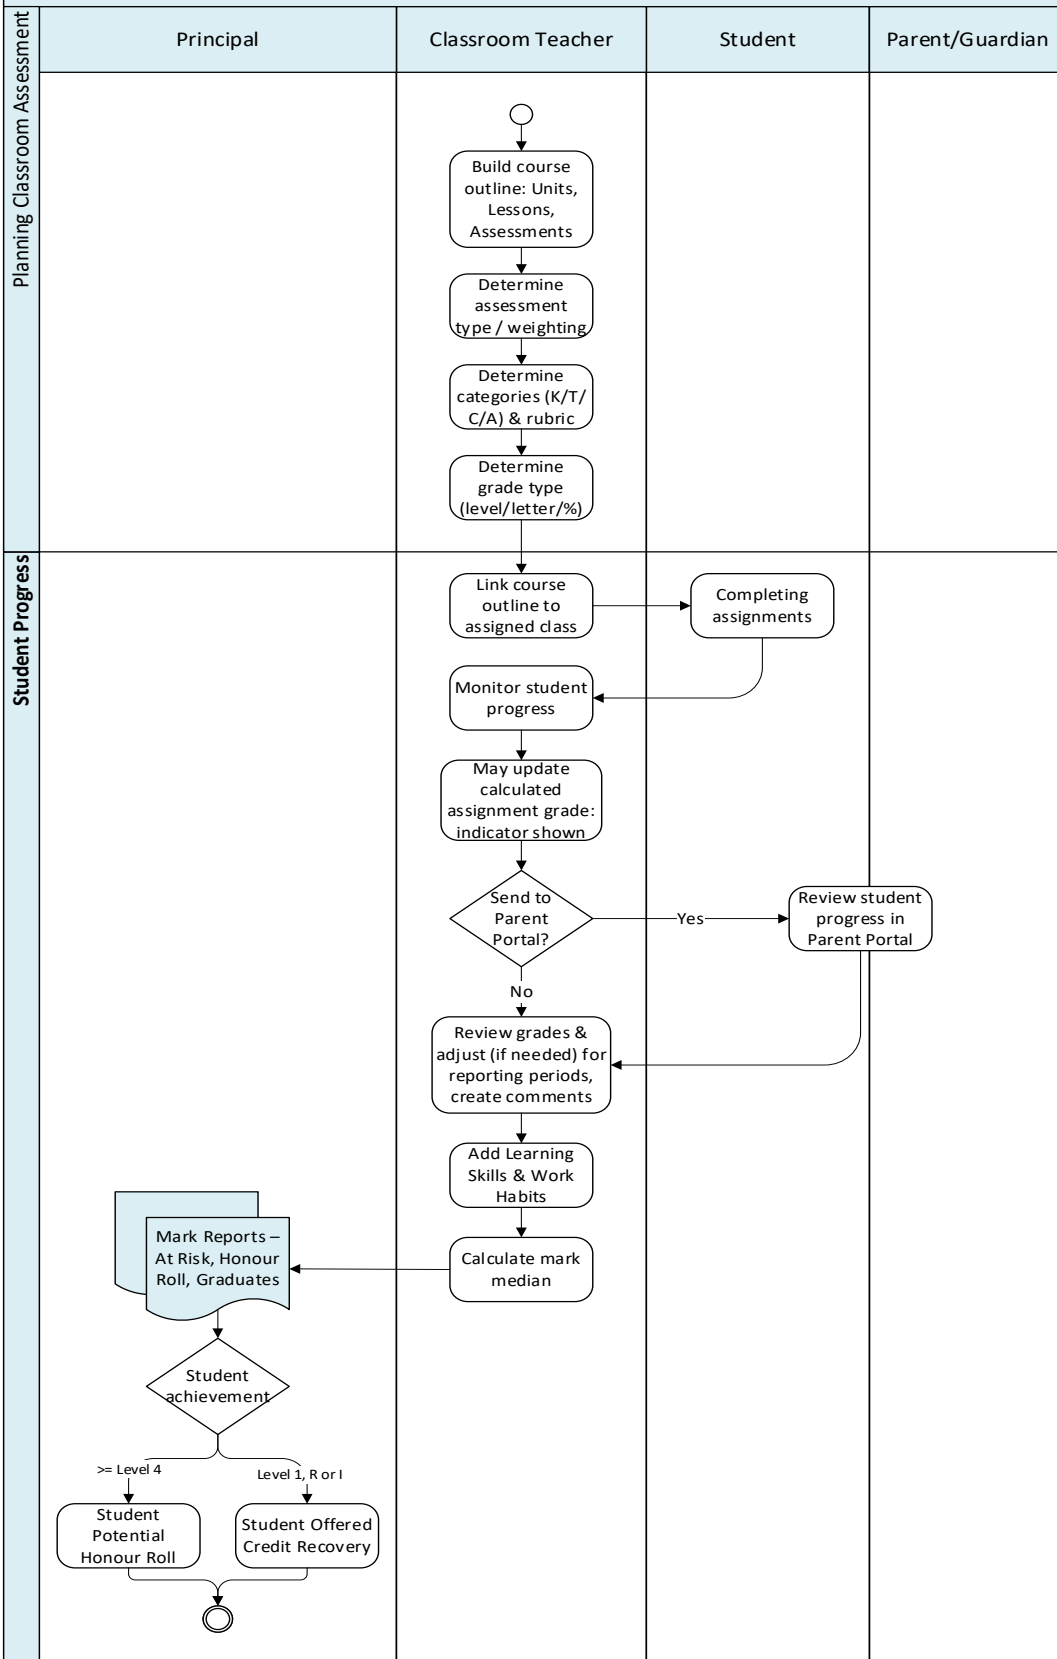 Principal
Classroom Teacher
Student
Parent/Guardian
Planning Classroom Assessment
Build course
outline: Units,
Lessons,
Assessments
Determine
assessment
type / weighting
Determine
categories (K/T/
C/A) & rubric
Determine
grade type
(level/letter/%)
Student Progress
Link course
outline to
assigned class
Completing
assignments
Monitor student
progress
May update
calculated
assignment grade:
indicator shown
Send to
Parent
Portal?
Yes
Review student
progress in
Parent Portal
No
Review grades &
adjust (if needed) for
reporting periods,
create comments
Add Learning
Skills & Work
Habits
Calculate mark
median
Mark Reports –
At Risk, Honour
Roll, Graduates
Student
achievement
>= Level 4
Level 1, R or I
Student
Potential
Honour Roll
Student Offered
Credit Recovery